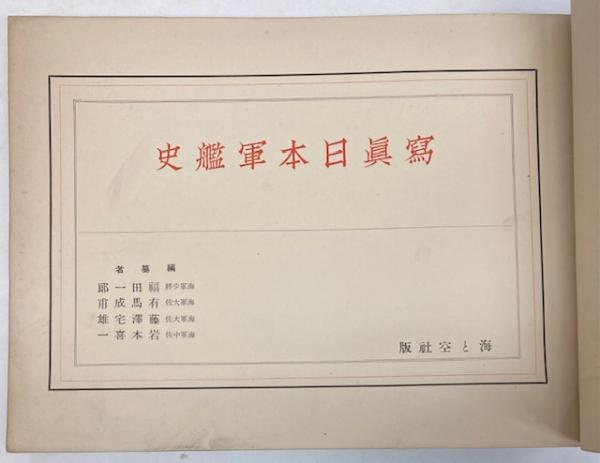 寫眞日本軍艦史
編纂者
海軍少將 福田一郎
海軍大佐 有馬成甫
海軍大佐 藤澤宅雄
海軍中佐 岩本喜一
海と空社版